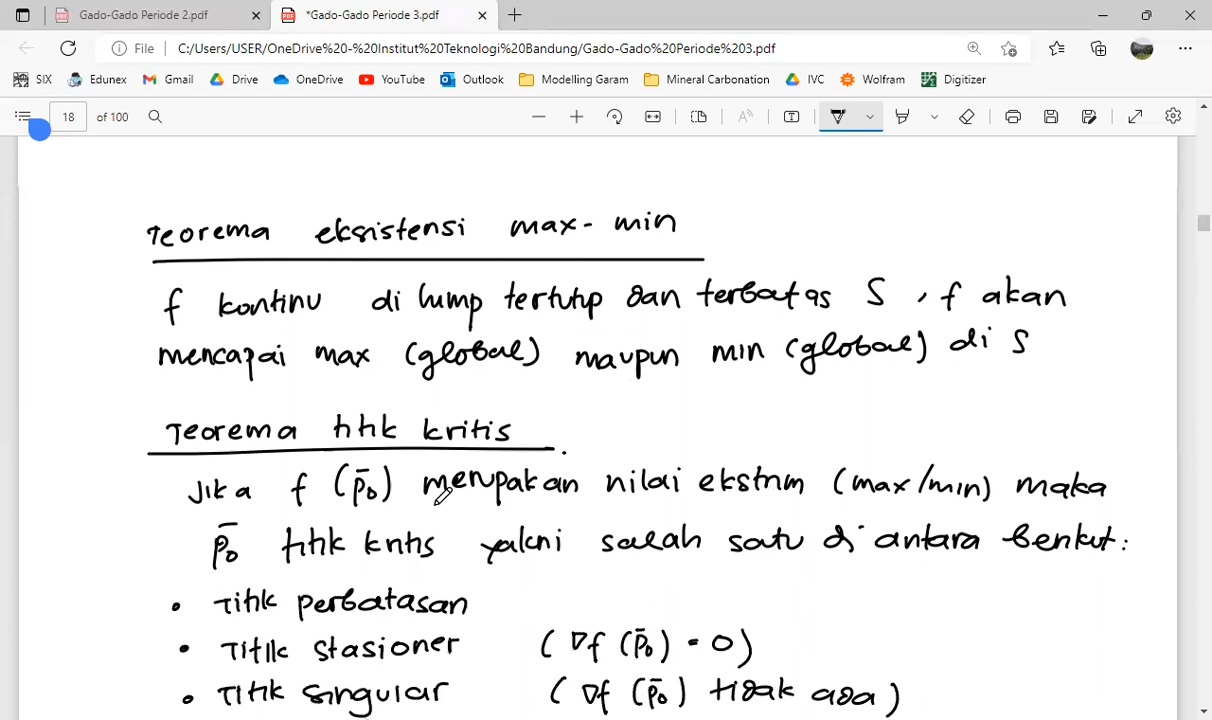 Gado-Gado Periode 2.pdf
*Gado-Gado Periode 3.pdf
File C:/Users/USER/OneDrive%20-%20Institut%20Teknologi%20Bandung/Gado-Gado%20Periode%203.pdf
SIX Edunex Gmail Drive OneDrive YouTube Outlook Modelling Garam Mineral Carbonation IVC Wolfram Digitizer
18 of 100
Teorema eksistensi max-min
f kontinu di himp tertutup dan terbatas S, f akan
mencapai max (global) maupun min (global) di S
Teorema titik kritis.
Jika f (p̄₀) merupakan nilai ekstrim (max/min) maka
p̄₀ titik kritis yakni salah satu di antara berikut:
• Titik perbatasan
• Titik stasioner (∇f (p̄₀) = 0)
• Titik singular (∇f (p̄₀) tidak ada)